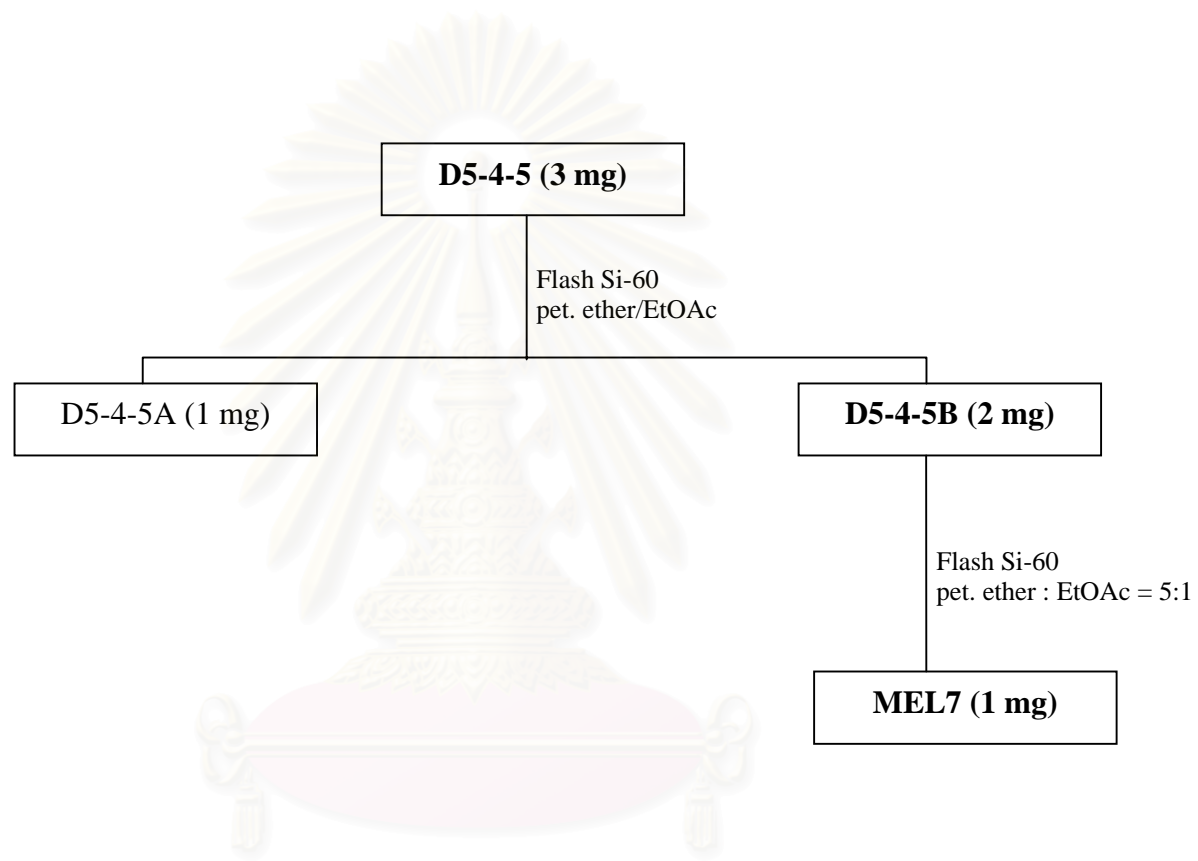 D5-4-5 (3 mg)
Flash Si-60
pet. ether/EtOAc
D5-4-5A (1 mg)
D5-4-5B (2 mg)
Flash Si-60
pet. ether : EtOAc = 5:1
MEL7 (1 mg)